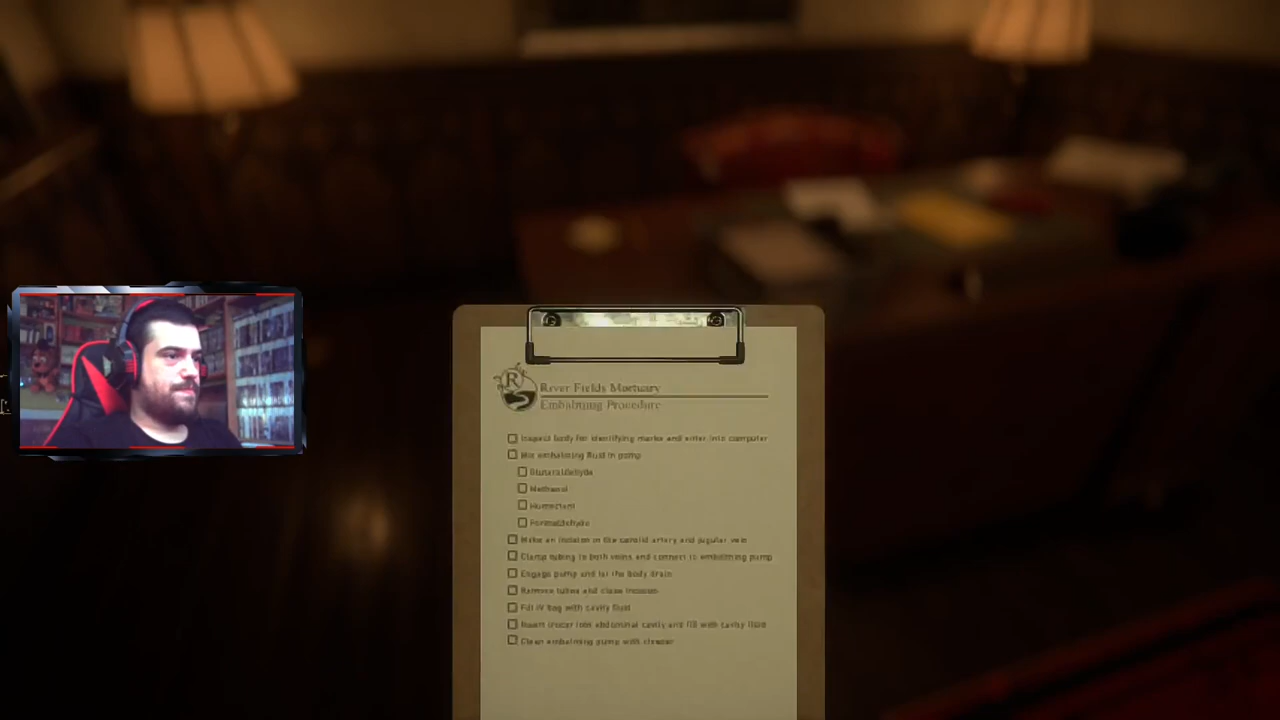 R
River Fields Mortuary
Embalming Procedure
Inspect body for identifying marks and enter into computer
Mix embalming fluid in pump
Glutaraldehyde
Methanol
Humectant
Formaldehyde
Make an incision in the carotid artery and jugular vein
Clamp tubing to both veins and connect to embalming pump
Engage pump and let the body drain
Remove tubing and close incision
Fill IV bag with cavity fluid
Insert trocar into abdominal cavity and fill with cavity fluid
Clean embalming pump with cleaner